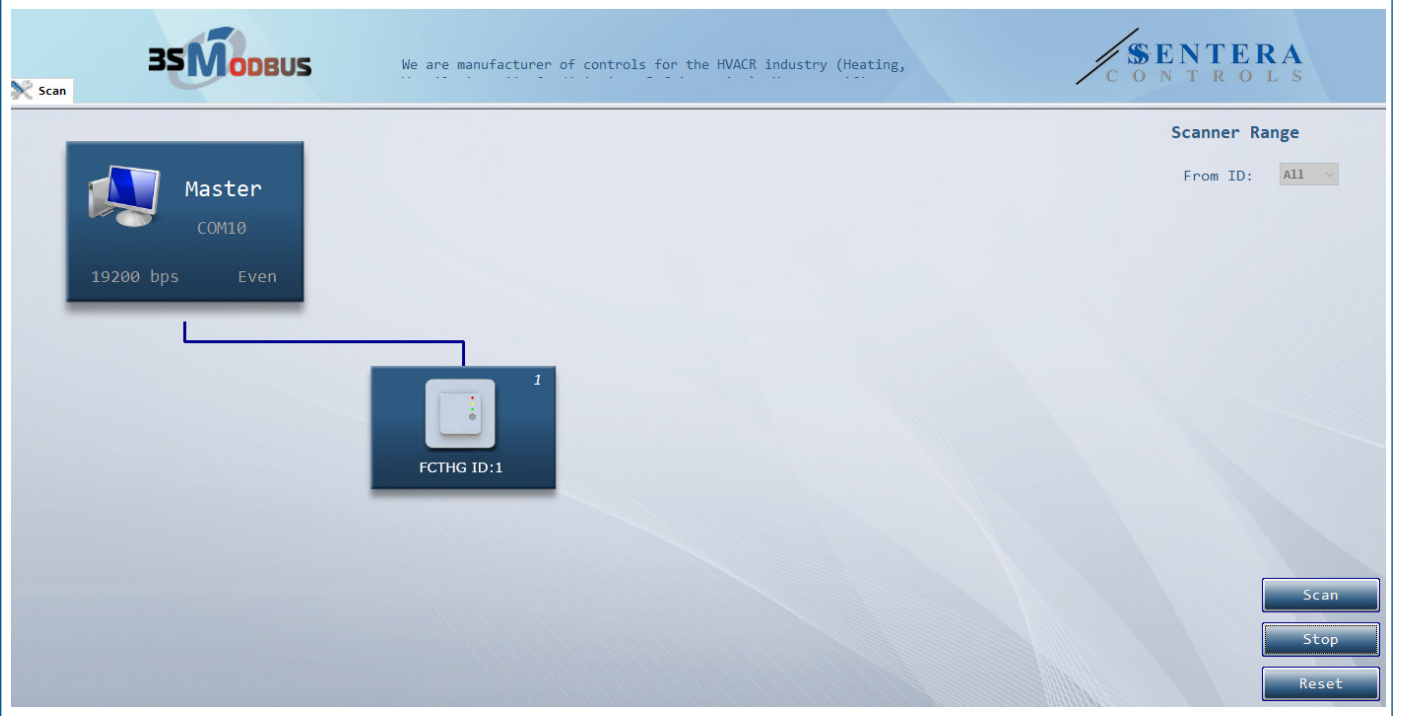 3SMODBUS
We are manufacturer of controls for the HVACR industry (Heating,
SENTERA
CONTROLS
Scan
Scanner Range
From ID: All
Master
COM10
19200 bps Even
1
FCTHG ID:1
Scan
Stop
Reset